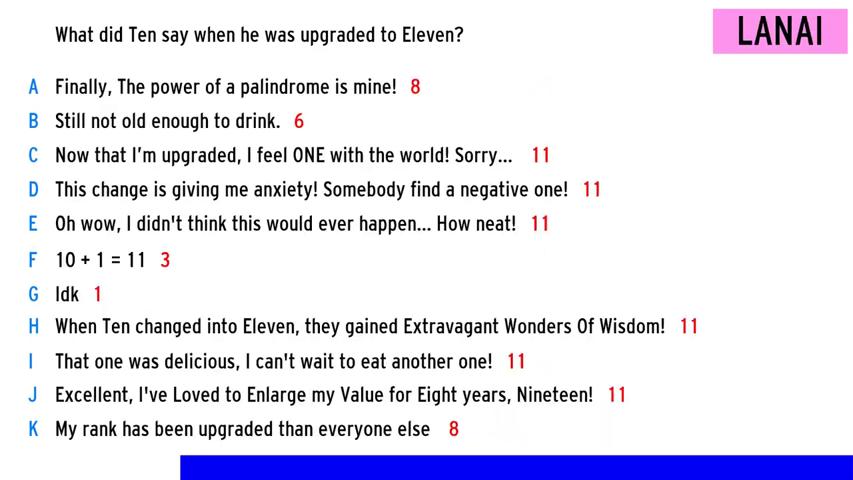 What did Ten say when he was upgraded to Eleven?
LANAI
A Finally, The power of a palindrome is mine! 8
B Still not old enough to drink. 6
C Now that I'm upgraded, I feel ONE with the world! Sorry... 11
D This change is giving me anxiety! Somebody find a negative one! 11
E Oh wow, I didn't think this would ever happen... How neat! 11
F 10 + 1 = 11 3
G Idk 1
H When Ten changed into Eleven, they gained Extravagant Wonders Of Wisdom! 11
I That one was delicious, I can't wait to eat another one! 11
J Excellent, I've Loved to Enlarge my Value for Eight years, Nineteen! 11
K My rank has been upgraded than everyone else 8